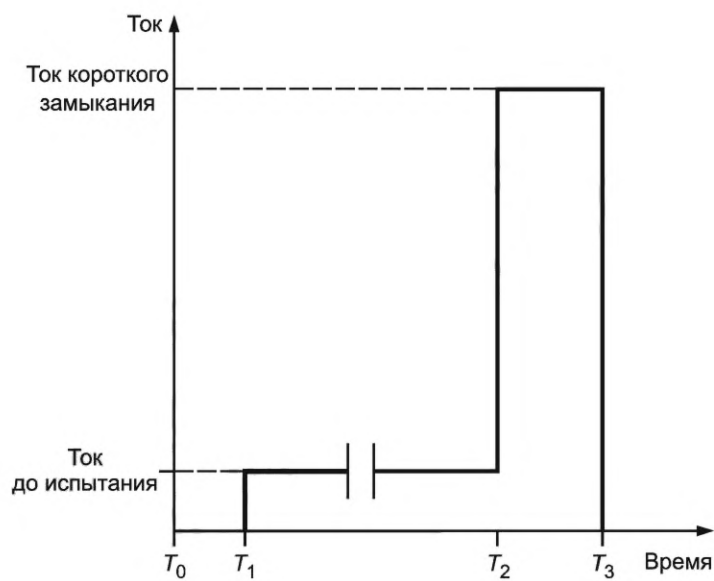 Ток
Ток короткого
замыкания
Ток
до испытания
T0 T1 T2 T3 Время